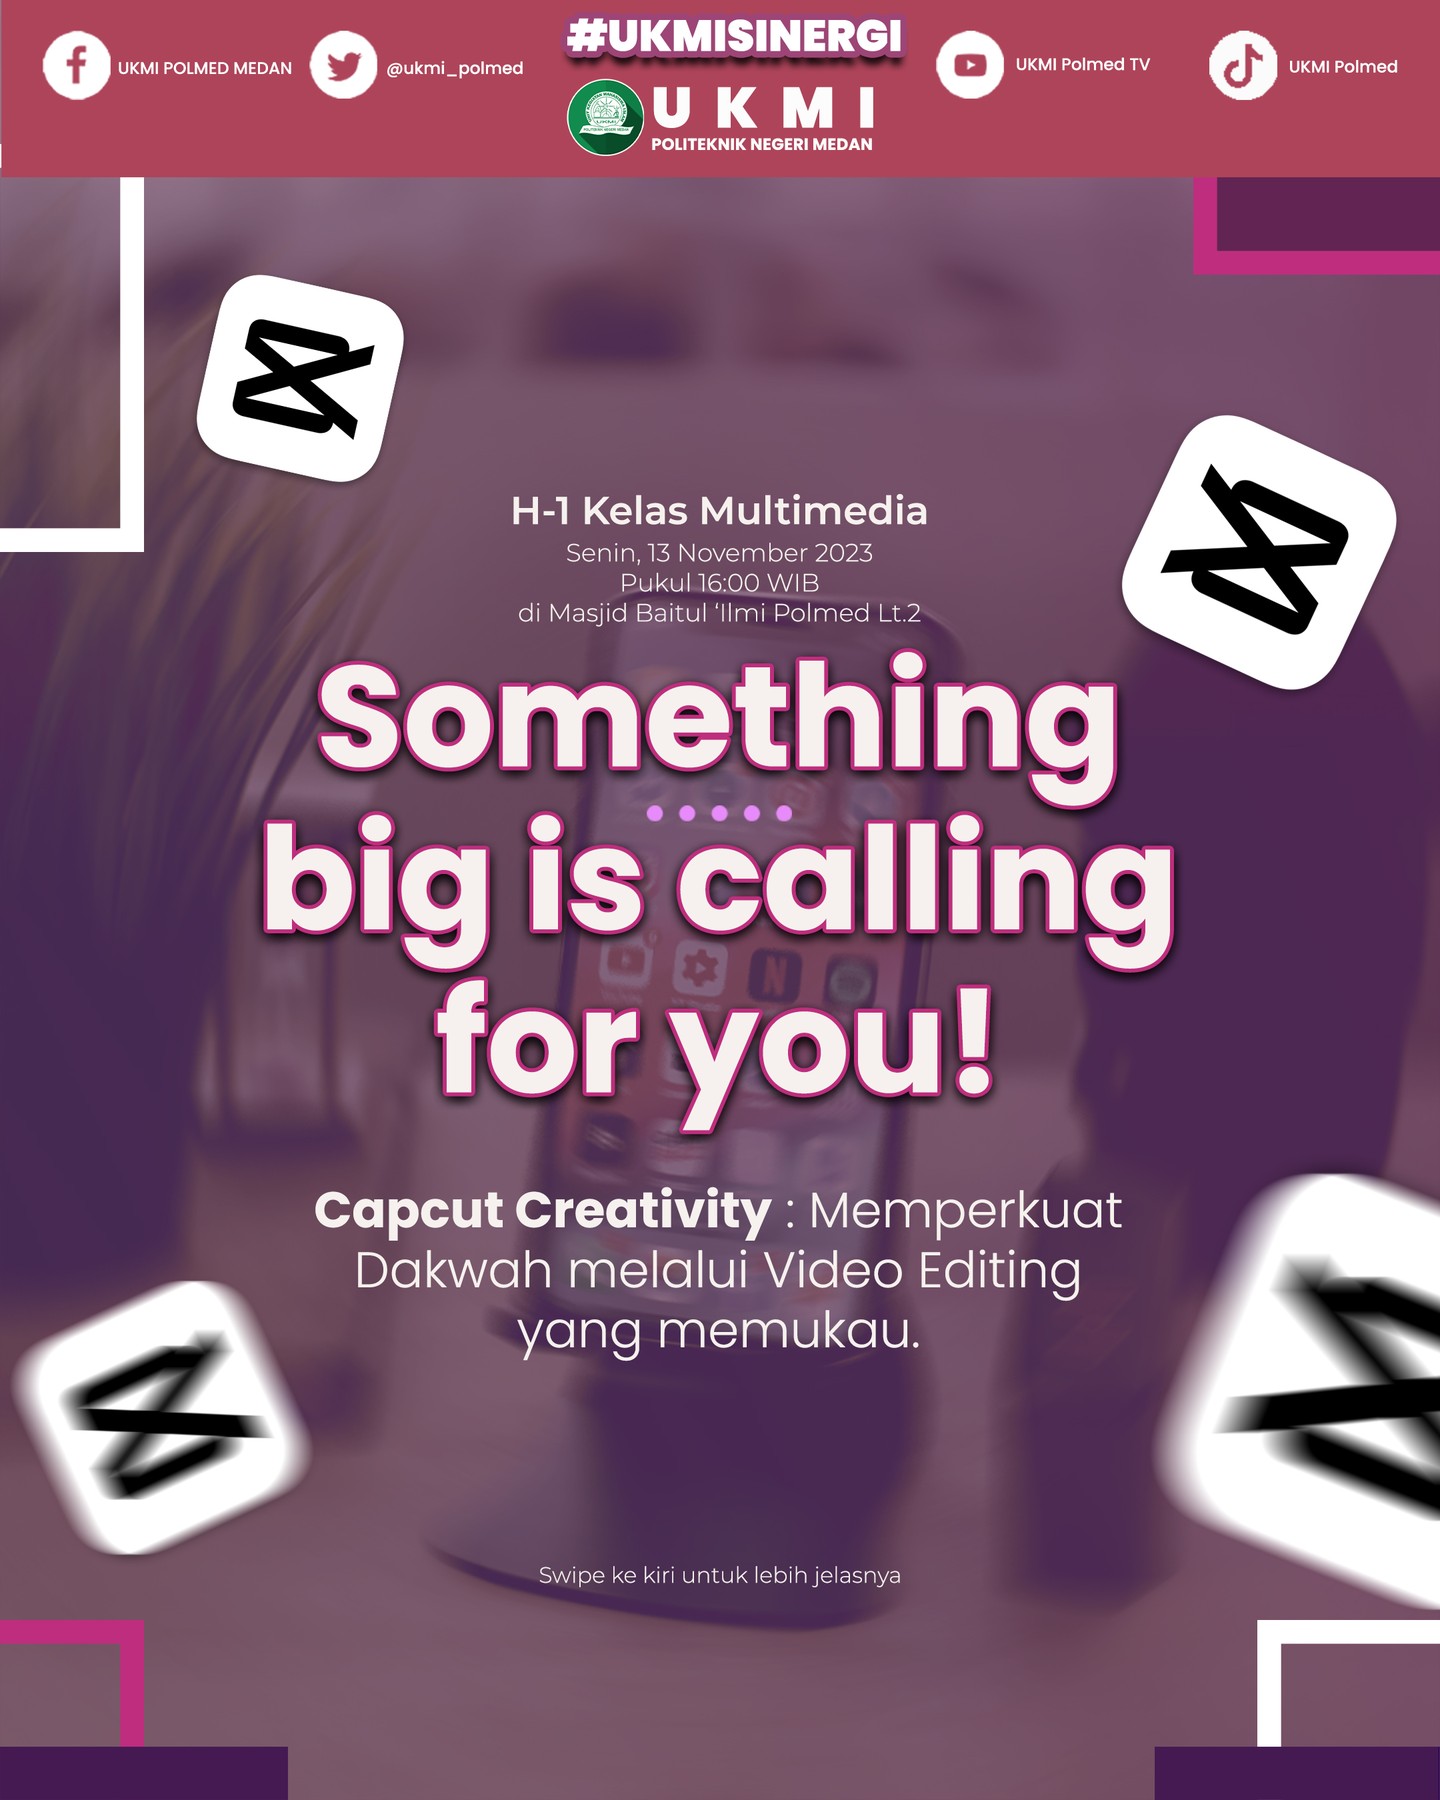 #UKMISINERGI
UKMI POLMED MEDAN
@ukmi_polmed
UKMI Polmed TV
UKMI Polmed
UKMI
POLITEKNIK NEGERI MEDAN
H-1 Kelas Multimedia
Senin, 13 November 2023
Pukul 16:00 WIB
di Masjid Baitul ‘Ilmi Polmed Lt.2
Something
big is calling
for you!
Capcut Creativity : Memperkuat
Dakwah melalui Video Editing
yang memukau.
Swipe ke kiri untuk lebih jelasnya